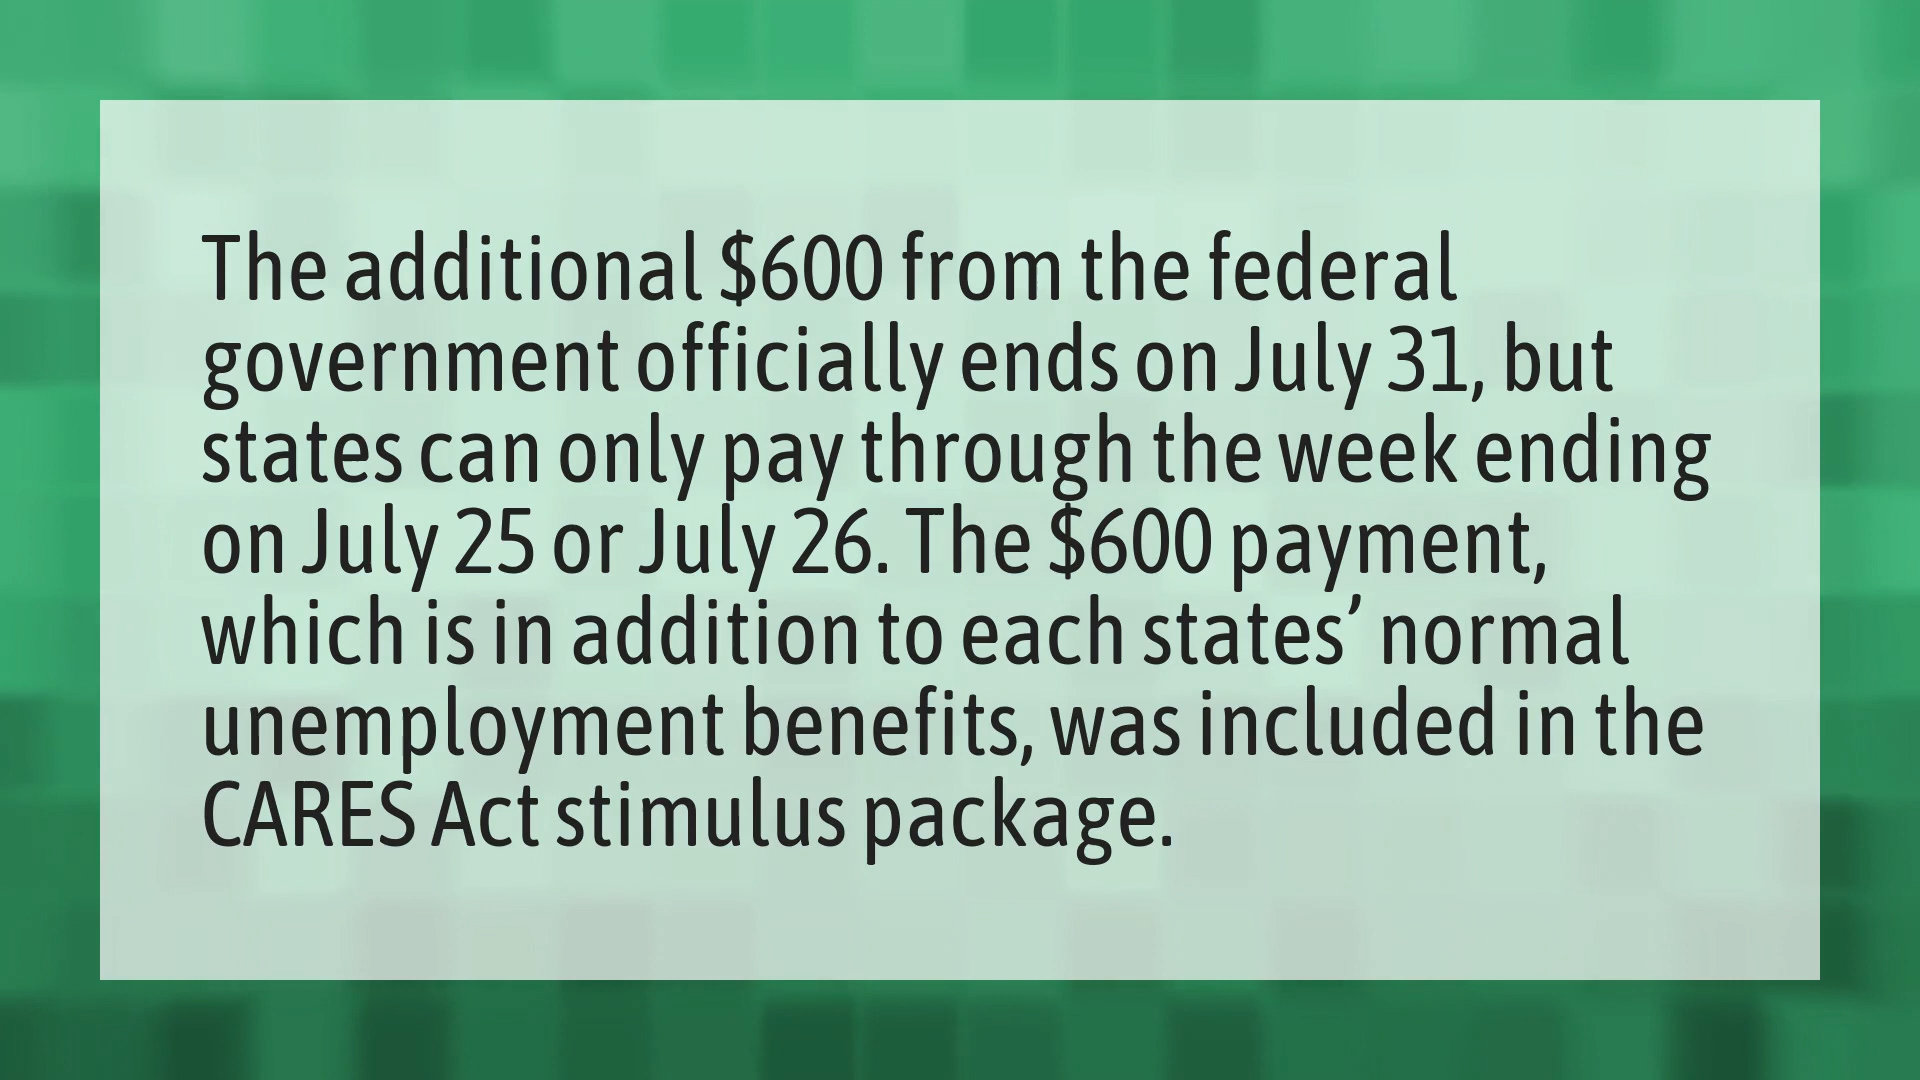 The additional $600 from the federal
government officially ends on July 31, but
states can only pay through the week ending
on July 25 or July 26. The $600 payment,
which is in addition to each states’ normal
unemployment benefits, was included in the
CARES Act stimulus package.